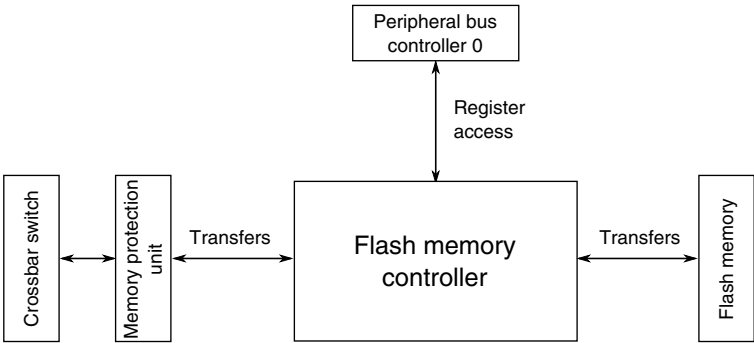 Peripheral bus
controller 0
Register
access
Crossbar switch
Memory protection
unit
Transfers
Flash memory
controller
Transfers
Flash memory